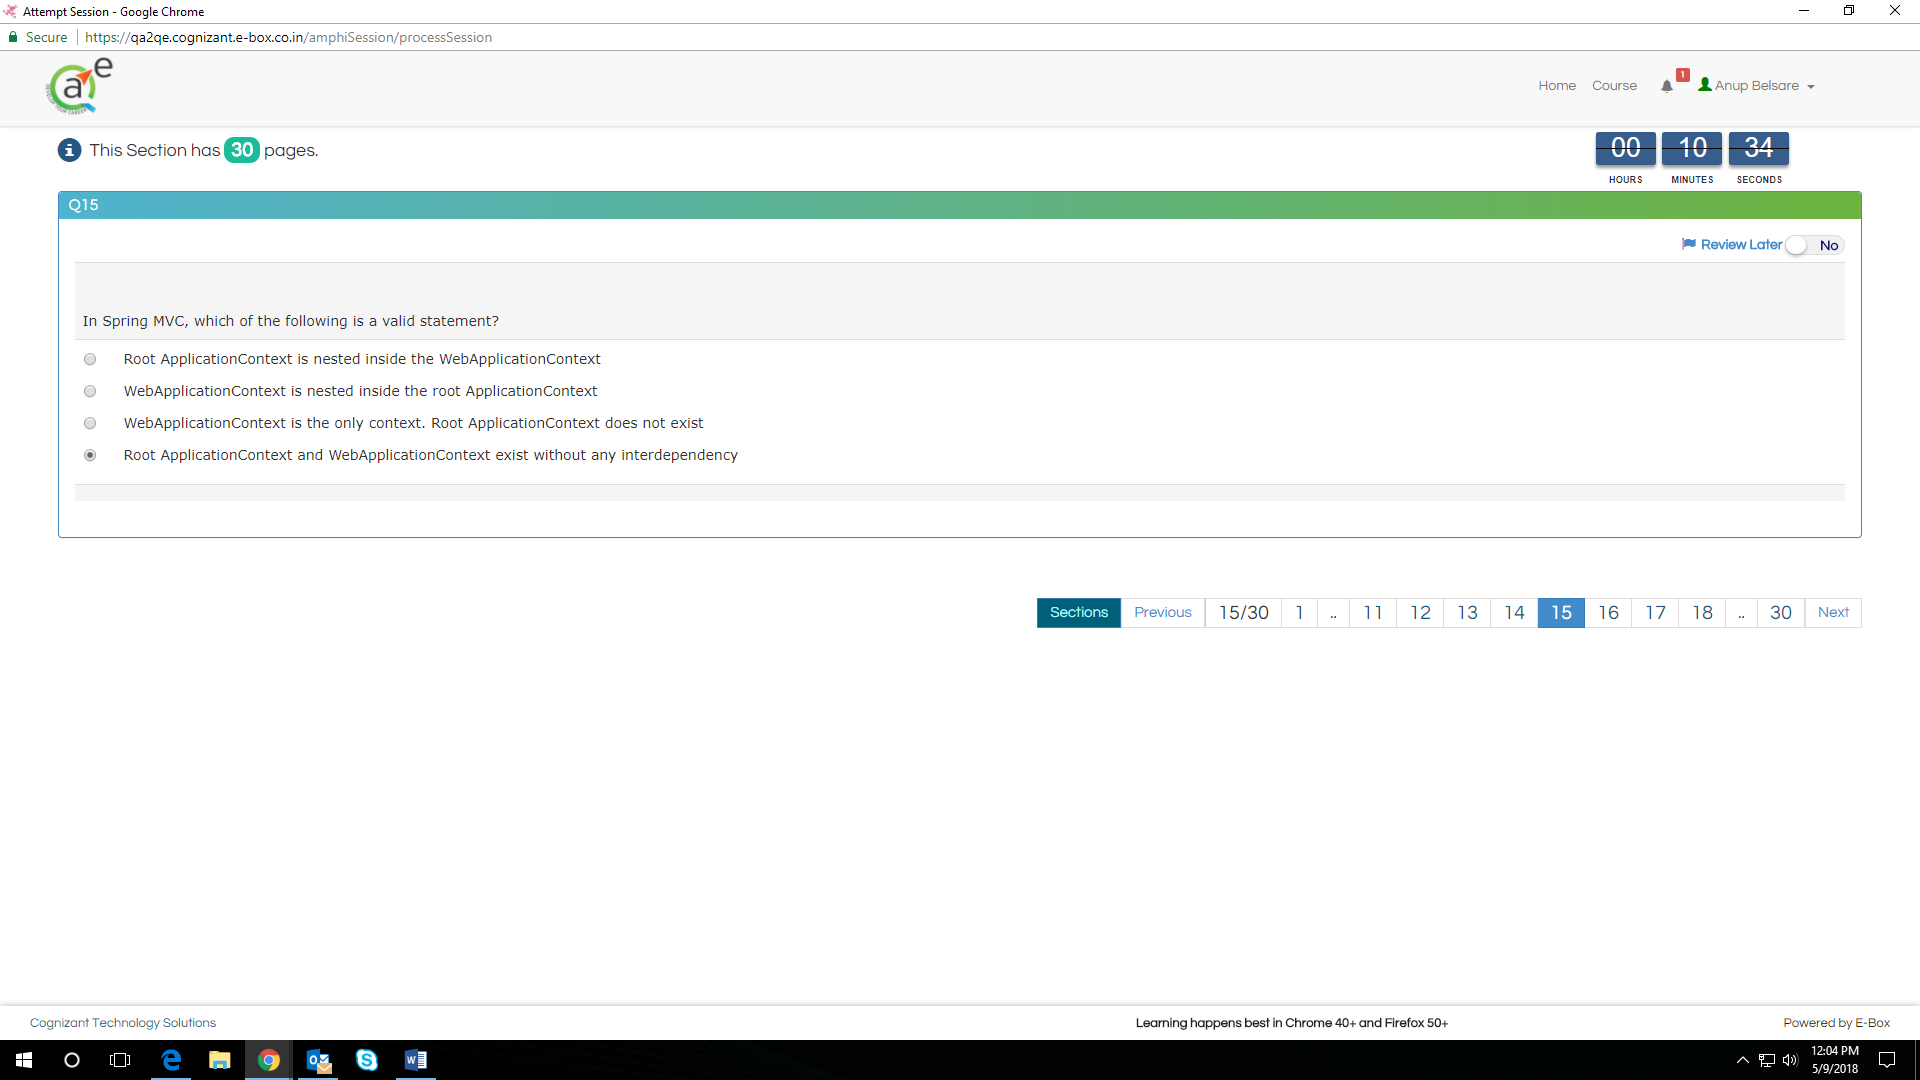 Attempt Session - Google Chrome
Secure https://qa2qe.cognizant.e-box.co.in/amphiSession/processSession
a e
Home Course 1 Anup Belsare
This Section has 30 pages.
00 10 34
HOURS MINUTES SECONDS
Q15
Review Later No
In Spring MVC, which of the following is a valid statement?
Root ApplicationContext is nested inside the WebApplicationContext
WebApplicationContext is nested inside the root ApplicationContext
WebApplicationContext is the only context. Root ApplicationContext does not exist
Root ApplicationContext and WebApplicationContext exist without any interdependency
Sections Previous 15/30 1 .. 11 12 13 14 15 16 17 18 .. 30 Next
Cognizant Technology Solutions
Learning happens best in Chrome 40+ and Firefox 50+
Powered by E-Box
12:04 PM
5/9/2018